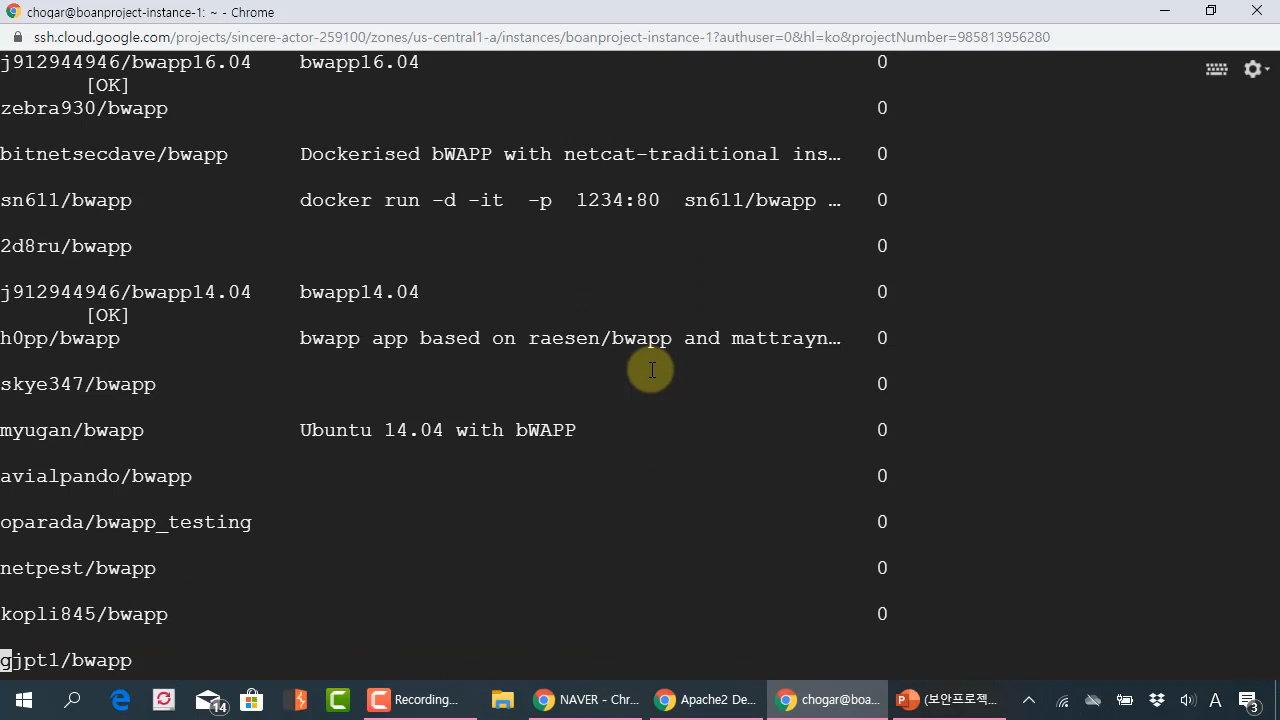 chogar@boanproject-instance-1: ~ - Chrome
ssh.cloud.google.com/projects/sincere-actor-259100/zones/us-central1-a/instances/boanproject-instance-1?authuser=0&hl=ko&projectNumber=985813956280
j912944946/bwapp16.04 bwapp16.04 0
[OK]
zebra930/bwapp 0
bitnetsecdave/bwapp Dockerised bWAPP with netcat-traditional ins… 0
sn611/bwapp docker run -d -it -p 1234:80 sn611/bwapp … 0
2d8ru/bwapp 0
j912944946/bwapp14.04 bwapp14.04 0
[OK]
h0pp/bwapp bwapp app based on raesen/bwapp and mattrayn… 0
skye347/bwapp 0
myugan/bwapp Ubuntu 14.04 with bWAPP 0
avialpando/bwapp 0
oparada/bwapp_testing 0
netpest/bwapp 0
kopli845/bwapp 0
gjpt1/bwapp
14 Recording... NAVER - Chr... Apache2 De... chogar@boa... (보안프로젝... A 3